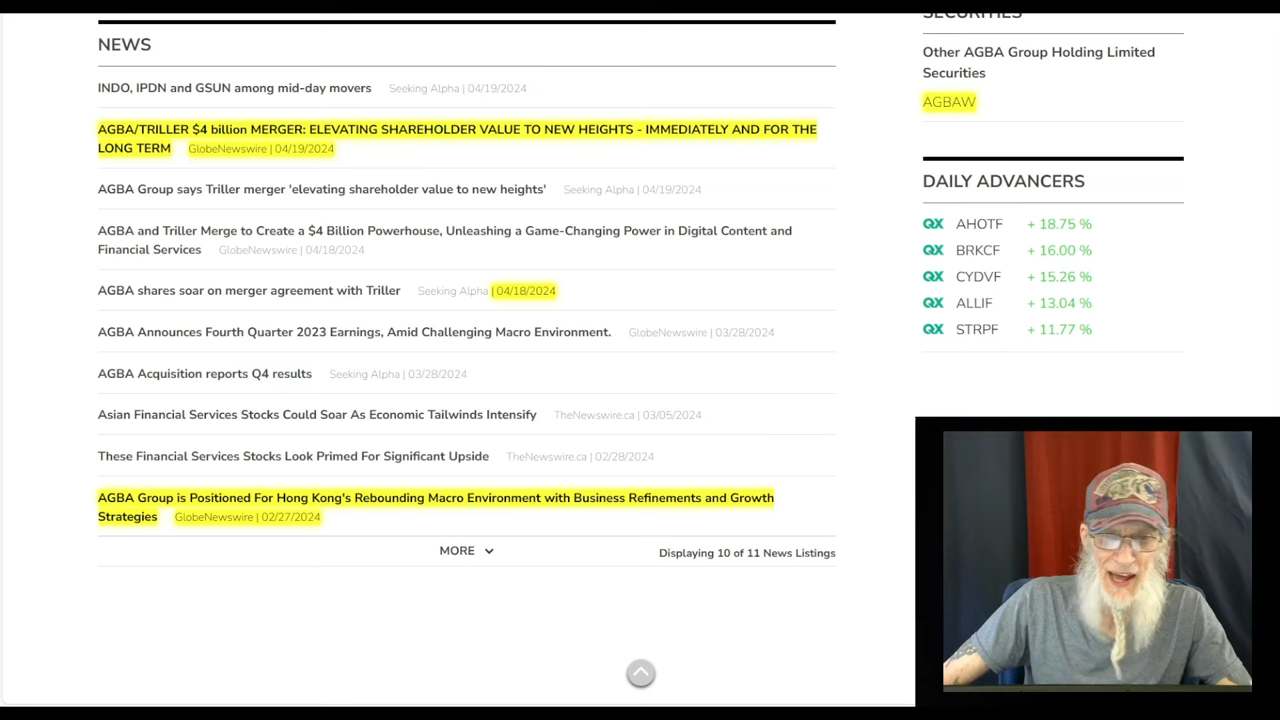 NEWS
INDO, IPDN and GSUN among mid-day movers Seeking Alpha | 04/19/2024
AGBA/TRILLER $4 billion MERGER: ELEVATING SHAREHOLDER VALUE TO NEW HEIGHTS - IMMEDIATELY AND FOR THE
LONG TERM GlobeNewswire | 04/19/2024
AGBA Group says Triller merger 'elevating shareholder value to new heights' Seeking Alpha | 04/19/2024
AGBA and Triller Merge to Create a $4 Billion Powerhouse, Unleashing a Game-Changing Power in Digital Content and
Financial Services GlobeNewswire | 04/18/2024
AGBA shares soar on merger agreement with Triller Seeking Alpha | 04/18/2024
AGBA Announces Fourth Quarter 2023 Earnings, Amid Challenging Macro Environment. GlobeNewswire | 03/28/2024
AGBA Acquisition reports Q4 results Seeking Alpha | 03/28/2024
Asian Financial Services Stocks Could Soar As Economic Tailwinds Intensify TheNewswire.ca | 03/05/2024
These Financial Services Stocks Look Primed For Significant Upside TheNewswire.ca | 02/28/2024
AGBA Group is Positioned For Hong Kong's Rebounding Macro Environment with Business Refinements and Growth
Strategies GlobeNewswire | 02/27/2024
MORE
Displaying 10 of 11 News Listings
SECURITIES
Other AGBA Group Holding Limited
Securities
AGBAW
DAILY ADVANCERS
QX AHOTF + 18.75 %
QX BRKCF + 16.00 %
QX CYDVF + 15.26 %
QX ALLIF + 13.04 %
QX STRPF + 11.77 %